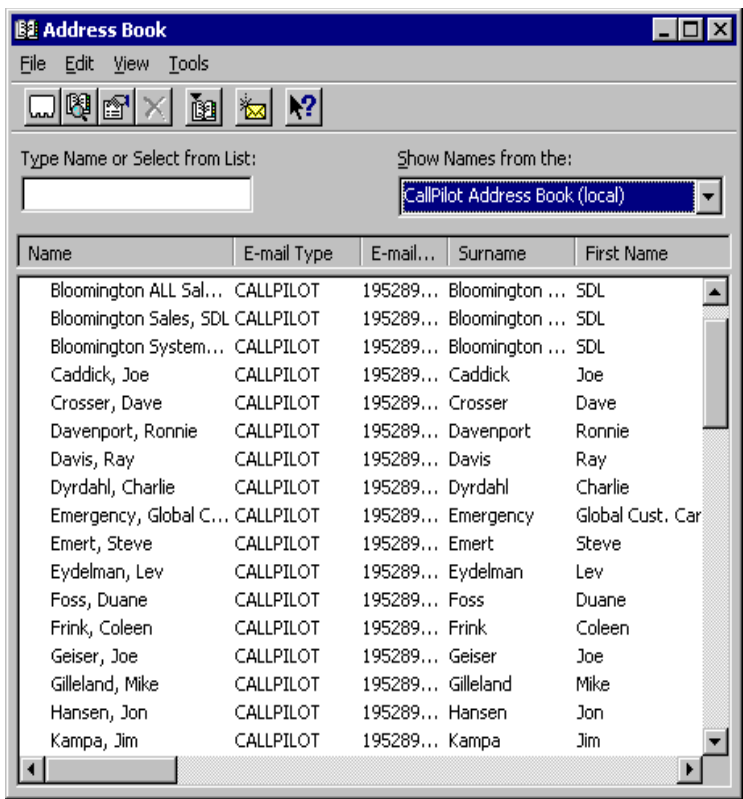 Address Book
File Edit View Tools
Type Name or Select from List: Show Names from the:
CallPilot Address Book (local)
Name E-mail Type E-mail... Surname First Name
Bloomington ALL Sal... CALLPILOT 195289... Bloomington ... SDL
Bloomington Sales, SDL CALLPILOT 195289... Bloomington ... SDL
Bloomington System... CALLPILOT 195289... Bloomington ... SDL
Caddick, Joe CALLPILOT 195289... Caddick Joe
Crosser, Dave CALLPILOT 195289... Crosser Dave
Davenport, Ronnie CALLPILOT 195289... Davenport Ronnie
Davis, Ray CALLPILOT 195289... Davis Ray
Dyrdahl, Charlie CALLPILOT 195289... Dyrdahl Charlie
Emergency, Global C... CALLPILOT 195289... Emergency Global Cust. Car
Emert, Steve CALLPILOT 195289... Emert Steve
Eydelman, Lev CALLPILOT 195289... Eydelman Lev
Foss, Duane CALLPILOT 195289... Foss Duane
Frink, Coleen CALLPILOT 195289... Frink Coleen
Geiser, Joe CALLPILOT 195289... Geiser Joe
Gilleland, Mike CALLPILOT 195289... Gilleland Mike
Hansen, Jon CALLPILOT 195289... Hansen Jon
Kampa, Jim CALLPILOT 195289... Kampa Jim